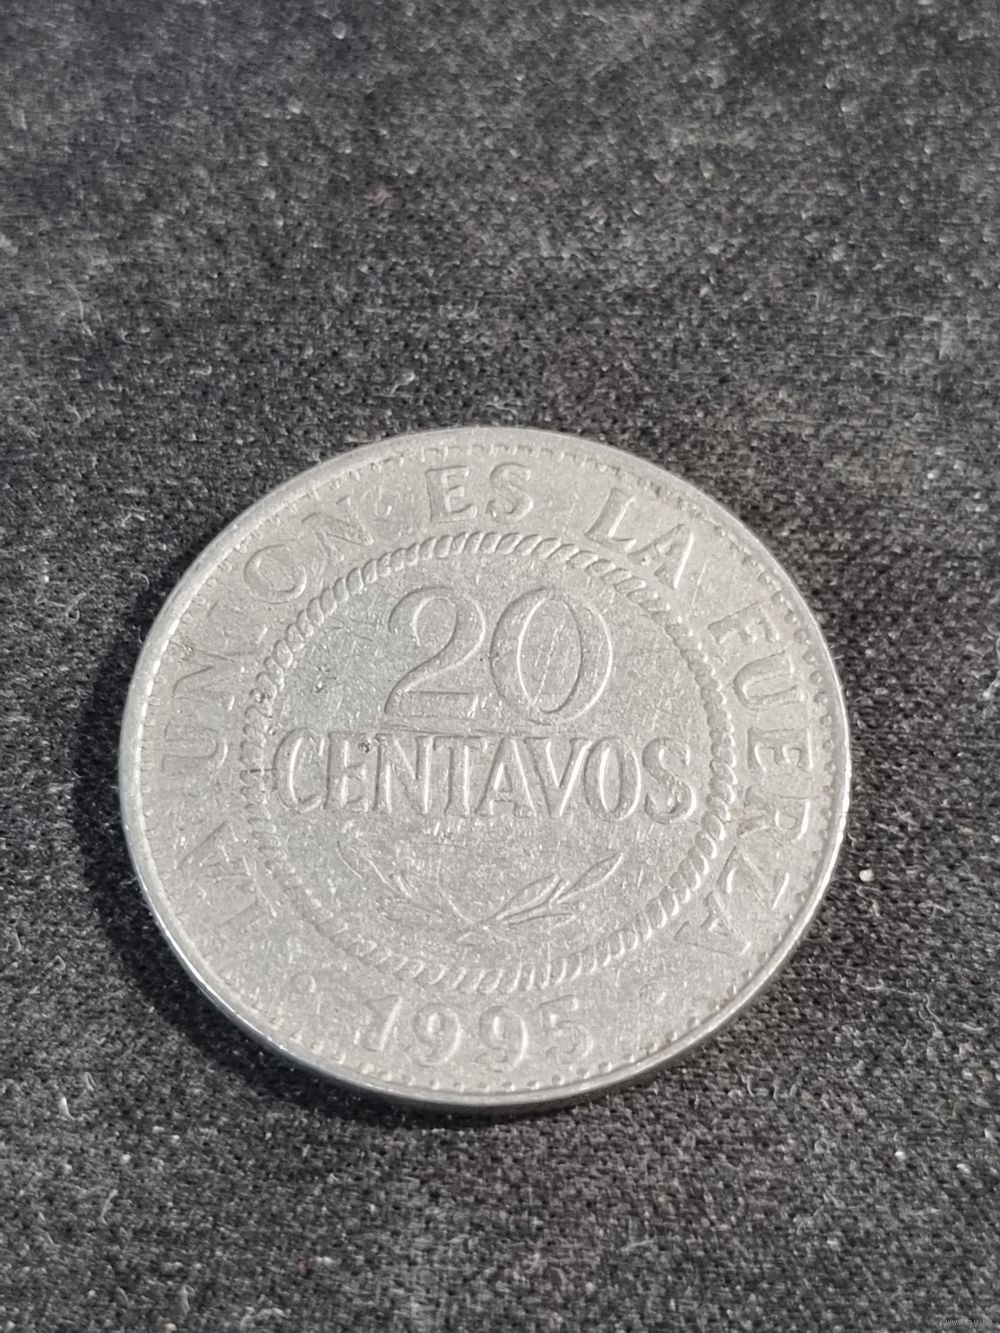 LA UNION ES LA FUERZA
20
CENTAVOS
1995